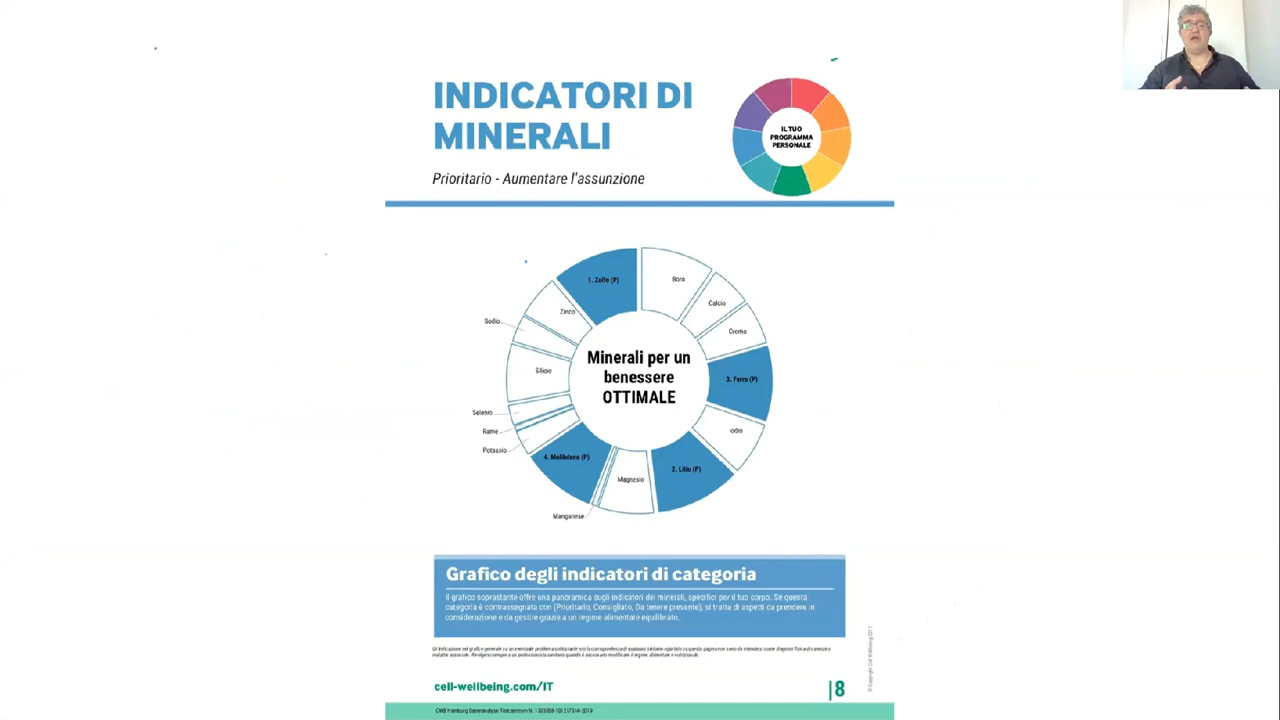 INDICATORI DI
MINERALI
Prioritario - Aumentare l'assunzione
IL TUO
PROGRAMMA
PERSONALE
1. Zolfo (P)
Boro
Calcio
Cromo
3. Ferro (P)
Iodio
2. Litio (P)
Magnesio
Manganese
4. Molibdeno (P)
Potassio
Rame
Selenio
Silicio
Sodio
Zinco
Minerali per un
benessere
OTTIMALE
Grafico degli indicatori di categoria
Il grafico soprastante offre una panoramica sugli indicatori dei minerali, specifici per il tuo corpo. Se questa
categoria è contrassegnata con (Prioritario, Consigliato, Da tenere presente), si tratta di aspetti da prendere in
considerazione e da gestire grazie a un regime alimentare equilibrato.
cell-wellbeing.com/IT
|8
© Copyright Cell Wellbeing 2017